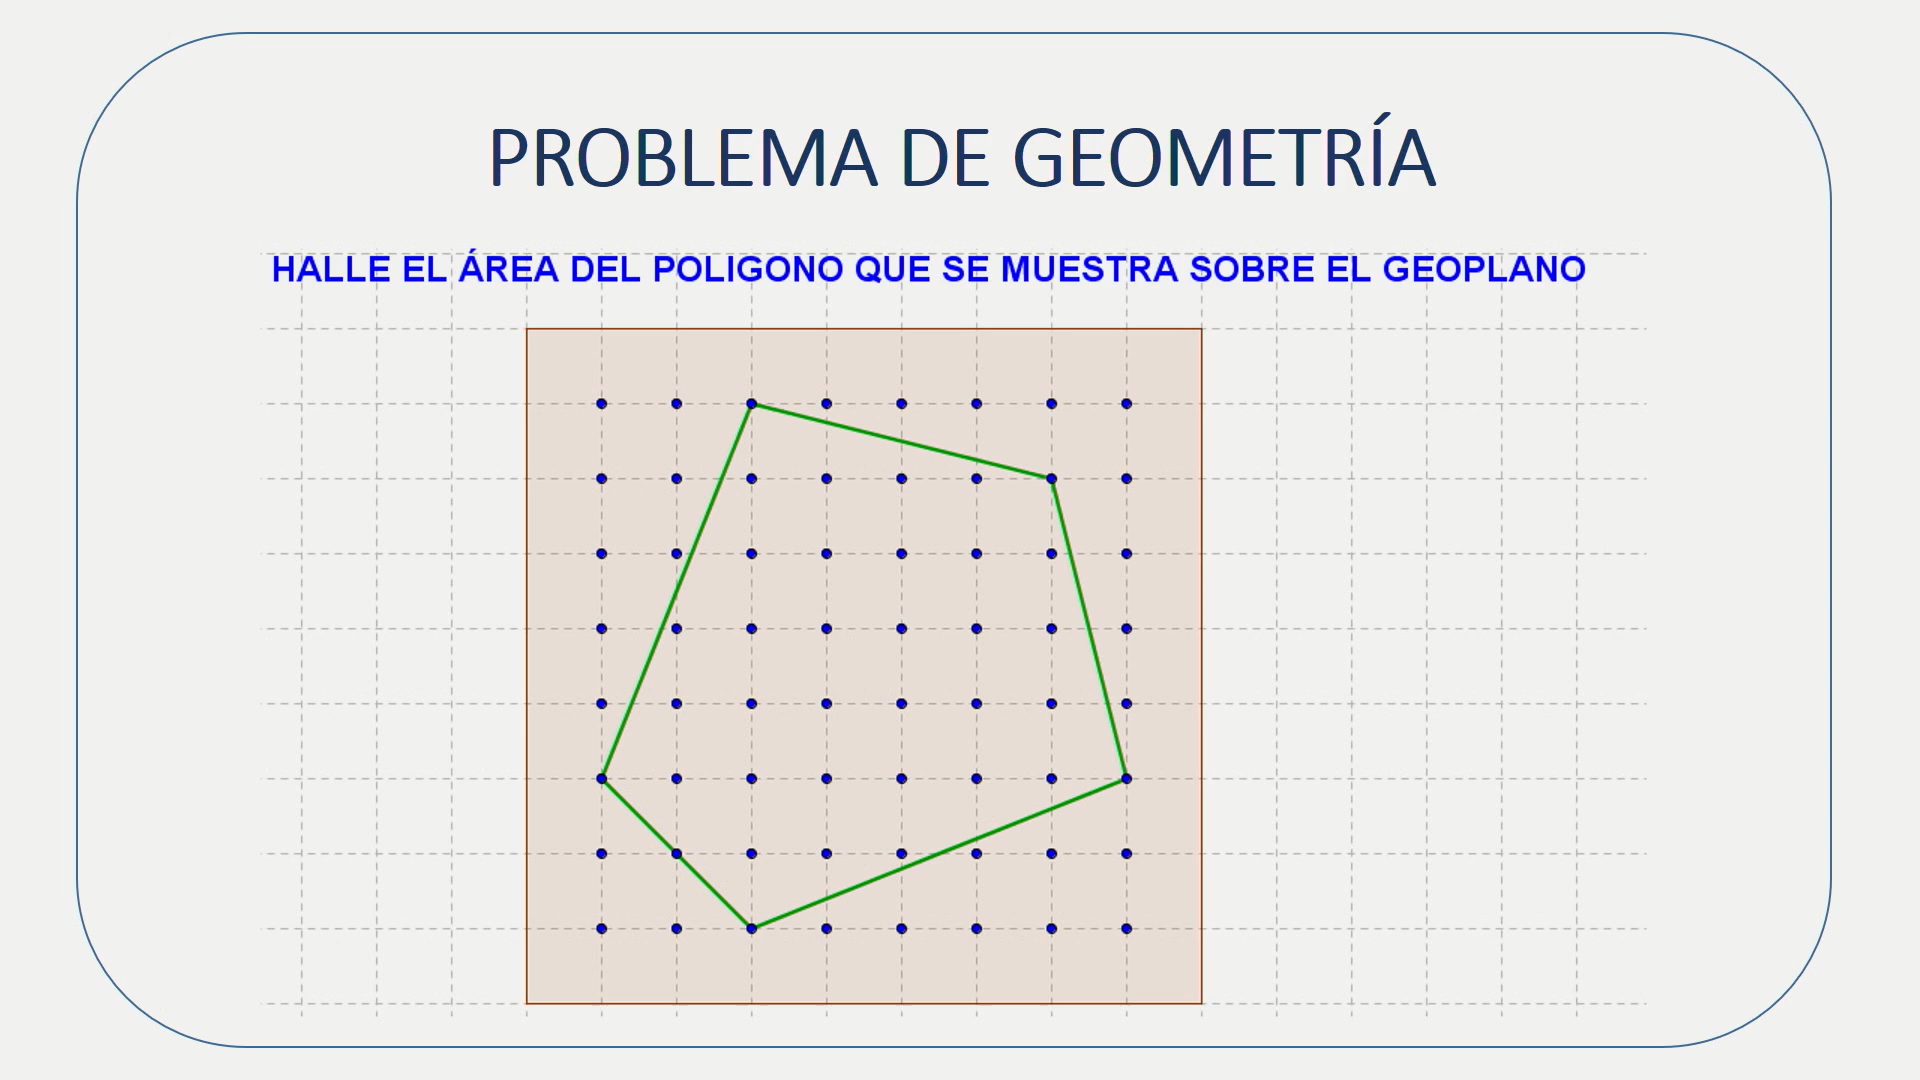 PROBLEMA DE GEOMETRÍA
HALLE EL ÁREA DEL POLIGONO QUE SE MUESTRA SOBRE EL GEOPLANO